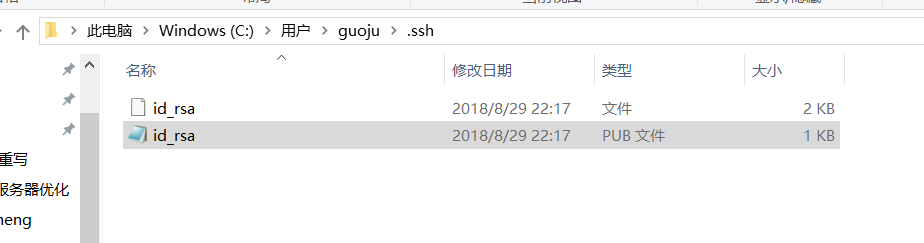 此电脑 > Windows (C:) > 用户 > guoju > .ssh
名称 修改日期 类型 大小
id_rsa 2018/8/29 22:17 文件 2 KB
id_rsa 2018/8/29 22:17 PUB 文件 1 KB
重写
服务器优化
heng